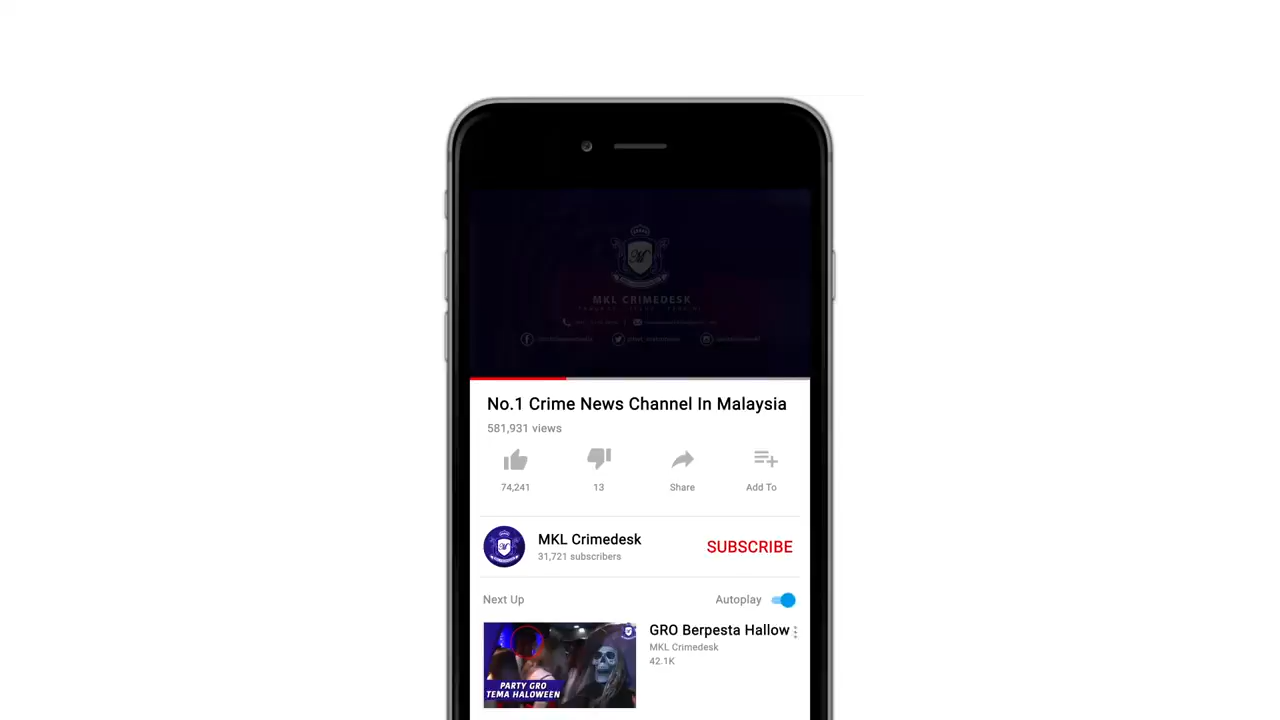 MKL CRIMEDESK
No.1 Crime News Channel In Malaysia
581,931 views
74,241
13
Share
Add To
MKL Crimedesk
31,721 subscribers
SUBSCRIBE
Next Up
Autoplay
GRO Berpesta Hallow
MKL Crimedesk
42.1K
PARTY GRO
TEMA HALOWEEN